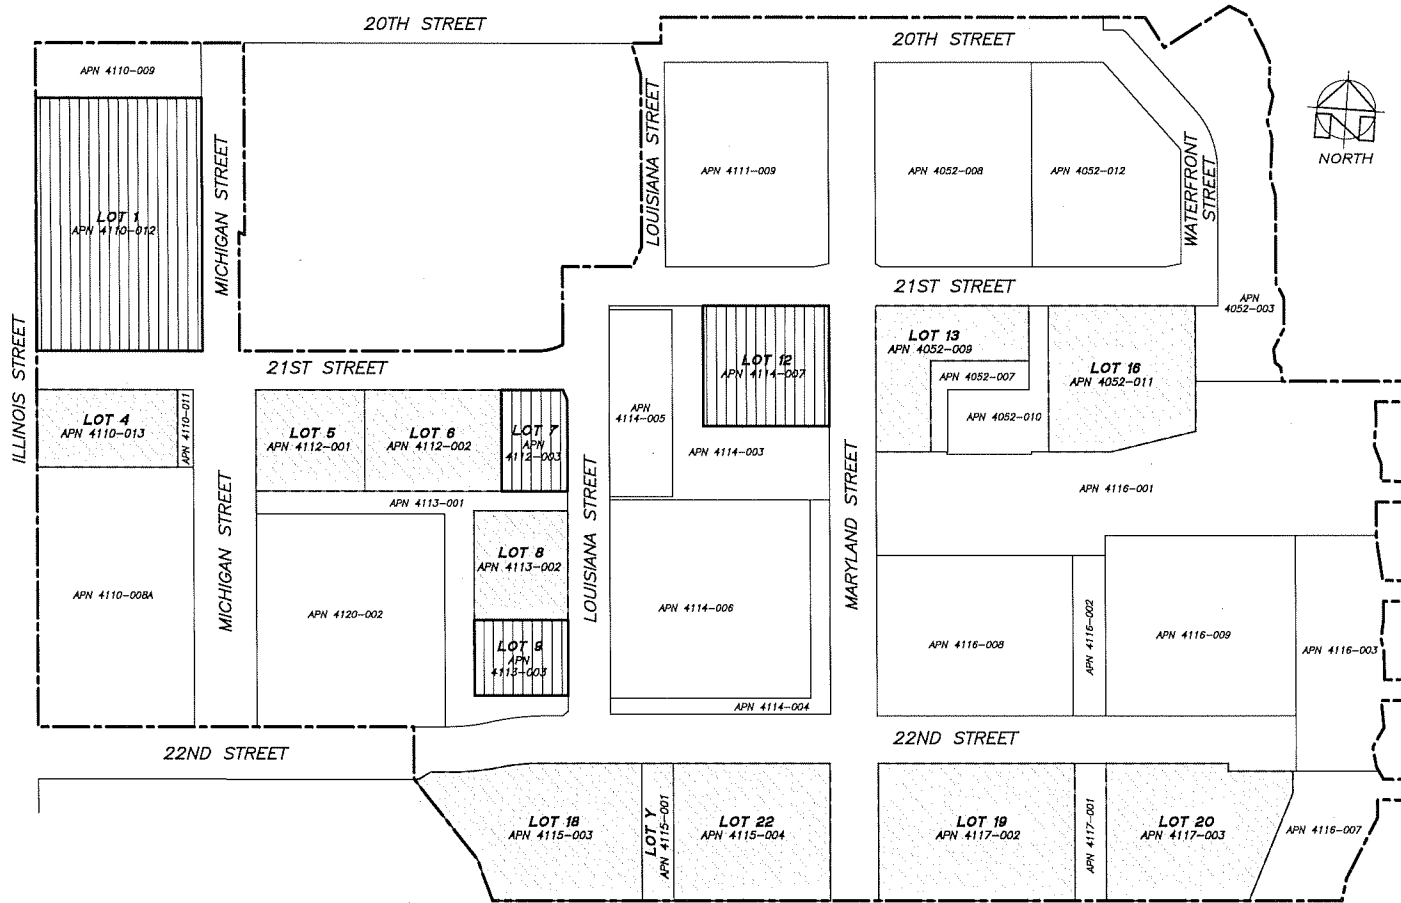 20TH STREET
20TH STREET
APN 4110-009
LOT 1
APN 4110-012
MICHIGAN STREET
LOUISIANA STREET
APN 4111-009
APN 4052-008
APN 4052-012
WATERFRONT
STREET
NORTH
21ST STREET
APN
4052-003
ILLINOIS STREET
21ST STREET
LOT 4
APN 4110-013
APN 4110-011
LOT 5
APN 4112-001
LOT 6
APN 4112-002
LOT 7
APN
4112-003
APN
4114-005
LOT 12
APN 4114-007
APN 4114-003
LOT 13
APN 4052-009
APN 4052-007
APN 4052-010
LOT 16
APN 4052-011
APN 4116-001
APN 4113-001
MICHIGAN STREET
LOUISIANA STREET
MARYLAND STREET
APN 4110-008A
APN 4120-002
LOT 8
APN 4113-002
LOT 9
APN
4113-003
APN 4114-006
APN 4114-004
APN 4116-008
APN 4116-002
APN 4116-009
APN 4116-003
22ND STREET
22ND STREET
LOT 18
APN 4115-003
LOT Y
APN 4115-001
LOT 22
APN 4115-004
LOT 19
APN 4117-002
APN 4117-001
LOT 20
APN 4117-003
APN 4116-007